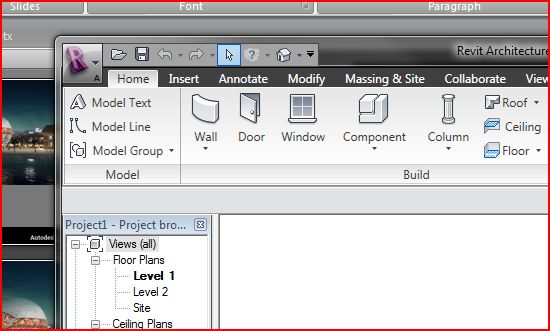 Slides Font Paragraph
tx
Revit Architecture
A Home Insert Annotate Modify Massing & Site Collaborate View
Model Text
Model Line
Model Group
Wall Door Window Component Column
Roof
Ceiling
Floor
Model Build
Autodes
Project1 - Project bro...
Views (all)
Floor Plans
Level 1
Level 2
Site
Ceiling Plans